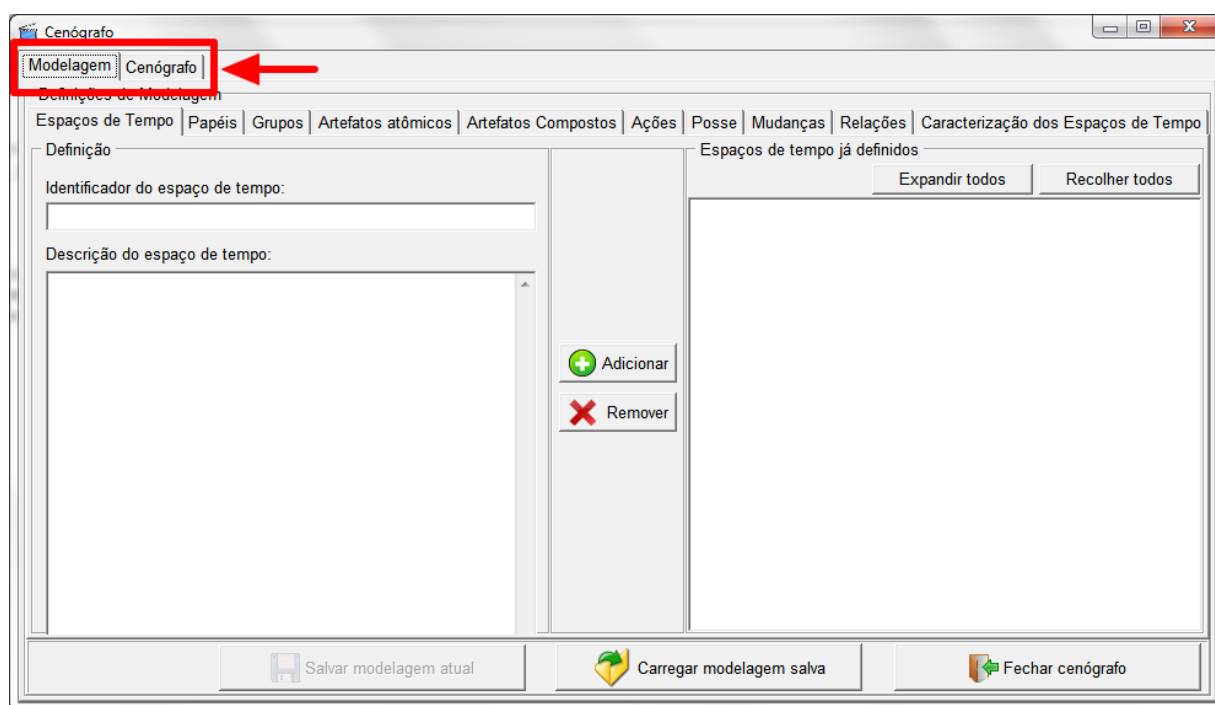 Cenógrafo
Modelagem Cenógrafo
Definições de Modelagem
Espaços de Tempo Papéis Grupos Artefatos atômicos Artefatos Compostos Ações Posse Mudanças Relações Caracterização dos Espaços de Tempo
Definição
Espaços de tempo já definidos
Expandir todos Recolher todos
Identificador do espaço de tempo:
Descrição do espaço de tempo:
Adicionar
Remover
Salvar modelagem atual Carregar modelagem salva Fechar cenógrafo